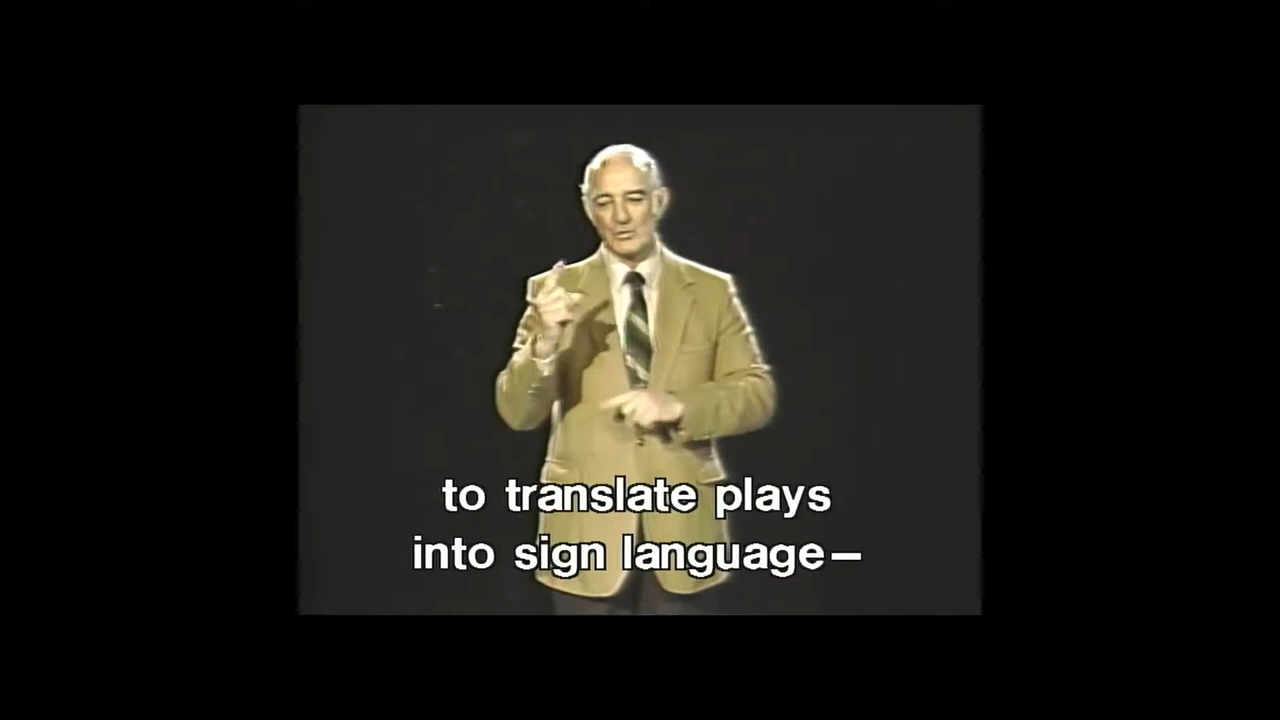 to translate plays
into sign language—